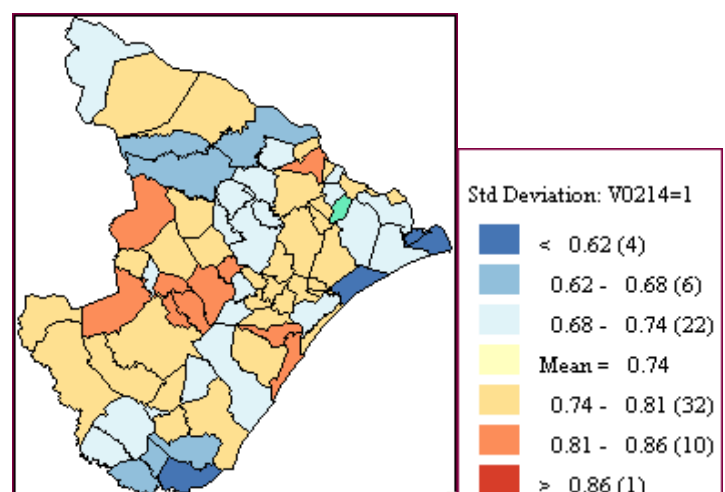 Std Deviation: V0214=1
< 0.62 (4)
0.62 - 0.68 (6)
0.68 - 0.74 (22)
Mean = 0.74
0.74 - 0.81 (32)
0.81 - 0.86 (10)
> 0.86 (1)